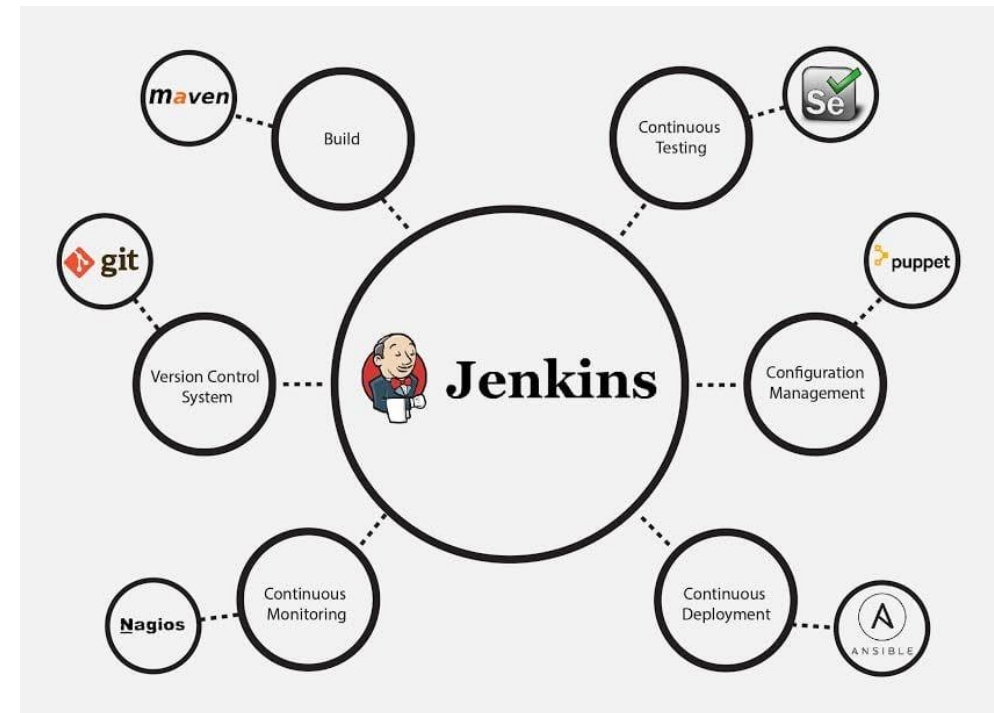 maven
Build
Continuous
Testing
Se
git
puppet
Version Control
System
Jenkins
Configuration
Management
Continuous
Monitoring
Nagios
Continuous
Deployment
A
ANSIBLE